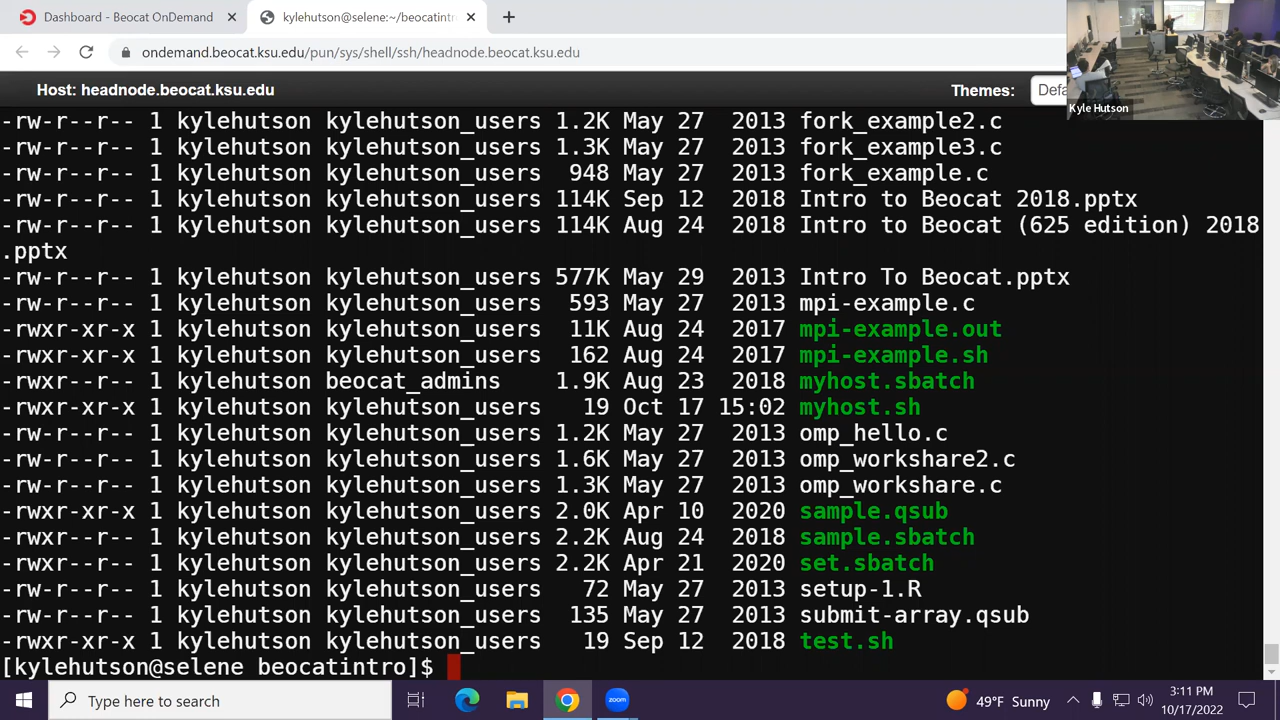 Dashboard - Beocat OnDemand
kylehutson@selene:~/beocatintr
ondemand.beocat.ksu.edu/pun/sys/shell/ssh/headnode.beocat.ksu.edu
Host: headnode.beocat.ksu.edu
Themes:
Defa
Kyle Hutson
-rw-r--r-- 1 kylehutson kylehutson_users 1.2K May 27 2013 fork_example2.c
-rw-r--r-- 1 kylehutson kylehutson_users 1.3K May 27 2013 fork_example3.c
-rw-r--r-- 1 kylehutson kylehutson_users 948 May 27 2013 fork_example.c
-rw-r--r-- 1 kylehutson kylehutson_users 114K Sep 12 2018 Intro to Beocat 2018.pptx
-rw-r--r-- 1 kylehutson kylehutson_users 114K Aug 24 2018 Intro to Beocat (625 edition) 2018
.pptx
-rw-r--r-- 1 kylehutson kylehutson_users 577K May 29 2013 Intro To Beocat.pptx
-rw-r--r-- 1 kylehutson kylehutson_users 593 May 27 2013 mpi-example.c
-rwxr-xr-x 1 kylehutson kylehutson_users 11K Aug 24 2017 mpi-example.out
-rwxr-xr-x 1 kylehutson kylehutson_users 162 Aug 24 2017 mpi-example.sh
-rwxr-xr-x 1 kylehutson beocat_admins 1.9K Aug 23 2018 myhost.sbatch
-rwxr-xr-x 1 kylehutson kylehutson_users 19 Oct 17 15:02 myhost.sh
-rw-r--r-- 1 kylehutson kylehutson_users 1.2K May 27 2013 omp_hello.c
-rw-r--r-- 1 kylehutson kylehutson_users 1.6K May 27 2013 omp_workshare2.c
-rw-r--r-- 1 kylehutson kylehutson_users 1.3K May 27 2013 omp_workshare.c
-rwxr-xr-x 1 kylehutson kylehutson_users 2.0K Apr 10 2020 sample.qsub
-rwxr-xr-x 1 kylehutson kylehutson_users 2.2K Aug 24 2018 sample.sbatch
-rwxr-xr-x 1 kylehutson kylehutson_users 2.2K Apr 21 2020 set.sbatch
-rw-r--r-- 1 kylehutson kylehutson_users 72 May 27 2013 setup-1.R
-rw-r--r-- 1 kylehutson kylehutson_users 135 May 27 2013 submit-array.qsub
-rwxr-xr-x 1 kylehutson kylehutson_users 19 Sep 12 2018 test.sh
[kylehutson@selene beocatintro]$
Type here to search
zoom
49°F Sunny
3:11 PM
10/17/2022